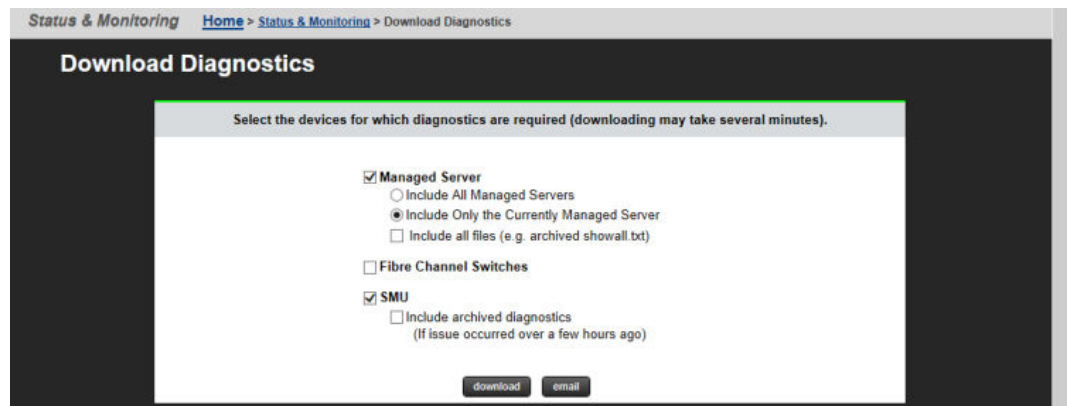 Status & Monitoring Home > Status & Monitoring > Download Diagnostics
Download Diagnostics
Select the devices for which diagnostics are required (downloading may take several minutes).
Managed Server
Include All Managed Servers
Include Only the Currently Managed Server
Include all files (e.g. archived showall.txt)
Fibre Channel Switches
SMU
Include archived diagnostics
(If issue occurred over a few hours ago)
download email